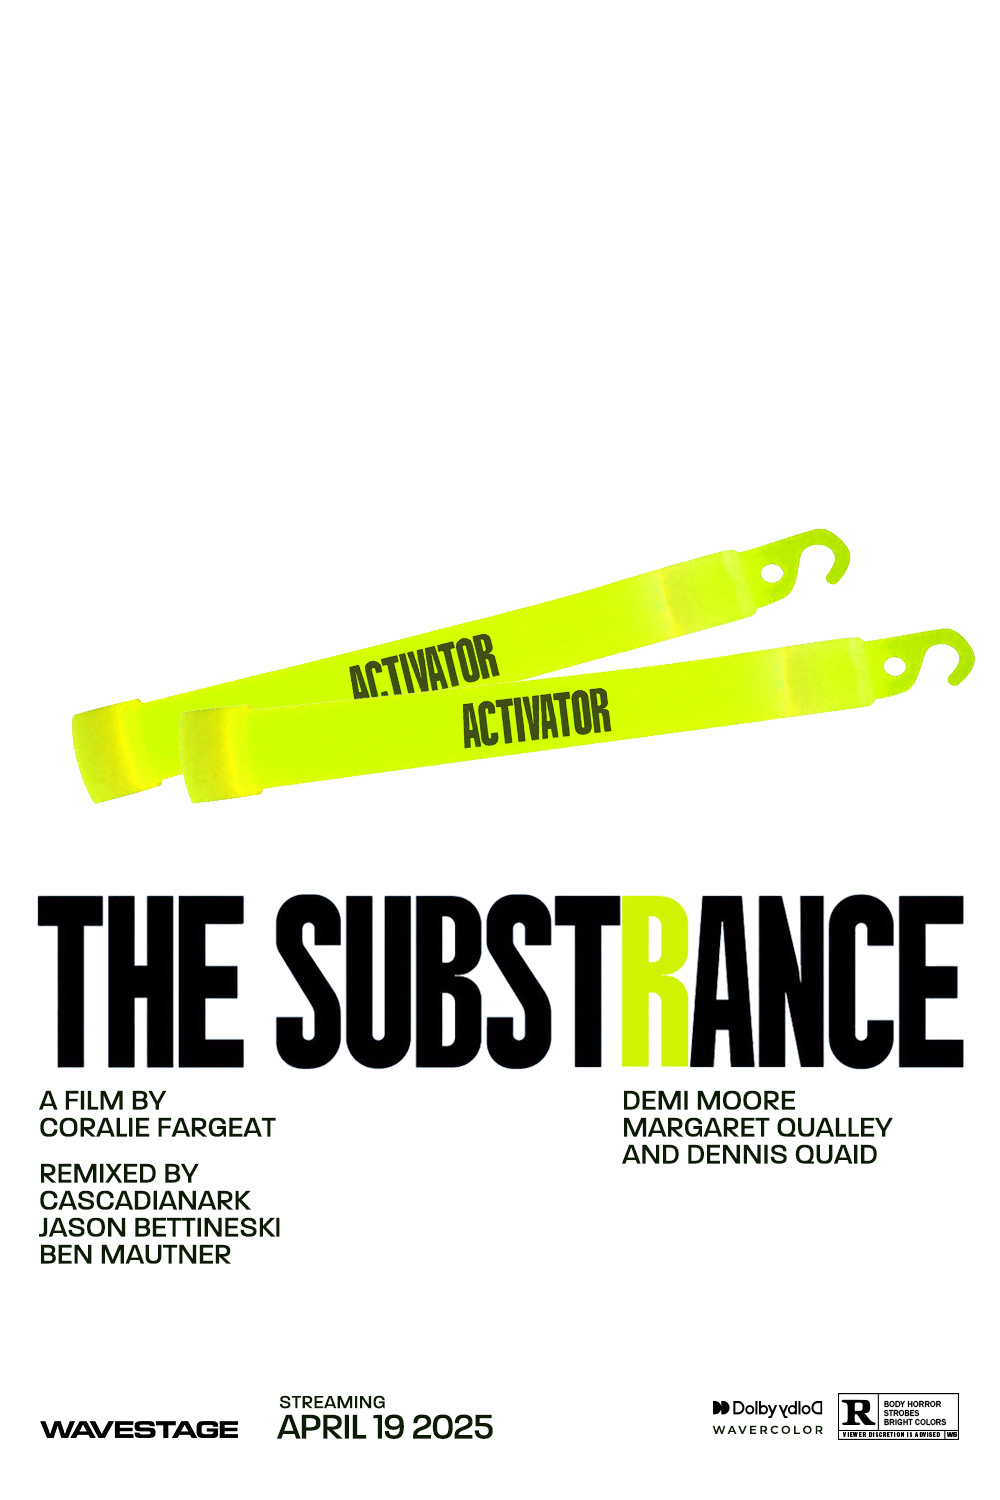 ACTIVATOR
ACTIVATOR
THE SUBSTRANCE
A FILM BY
CORALIE FARGEAT
REMIXED BY
CASCADIANARK
JASON BETTINESKI
BEN MAUTNER
DEMI MOORE
MARGARET QUALLEY
AND DENNIS QUAID
WAVESTAGE
STREAMING
APRIL 19 2025
Dolby ylodD
WAVERCOLOR
R
BODY HORROR
STROBES
BRIGHT COLORS
VIEWER DISCRETION IS ADVISED WS